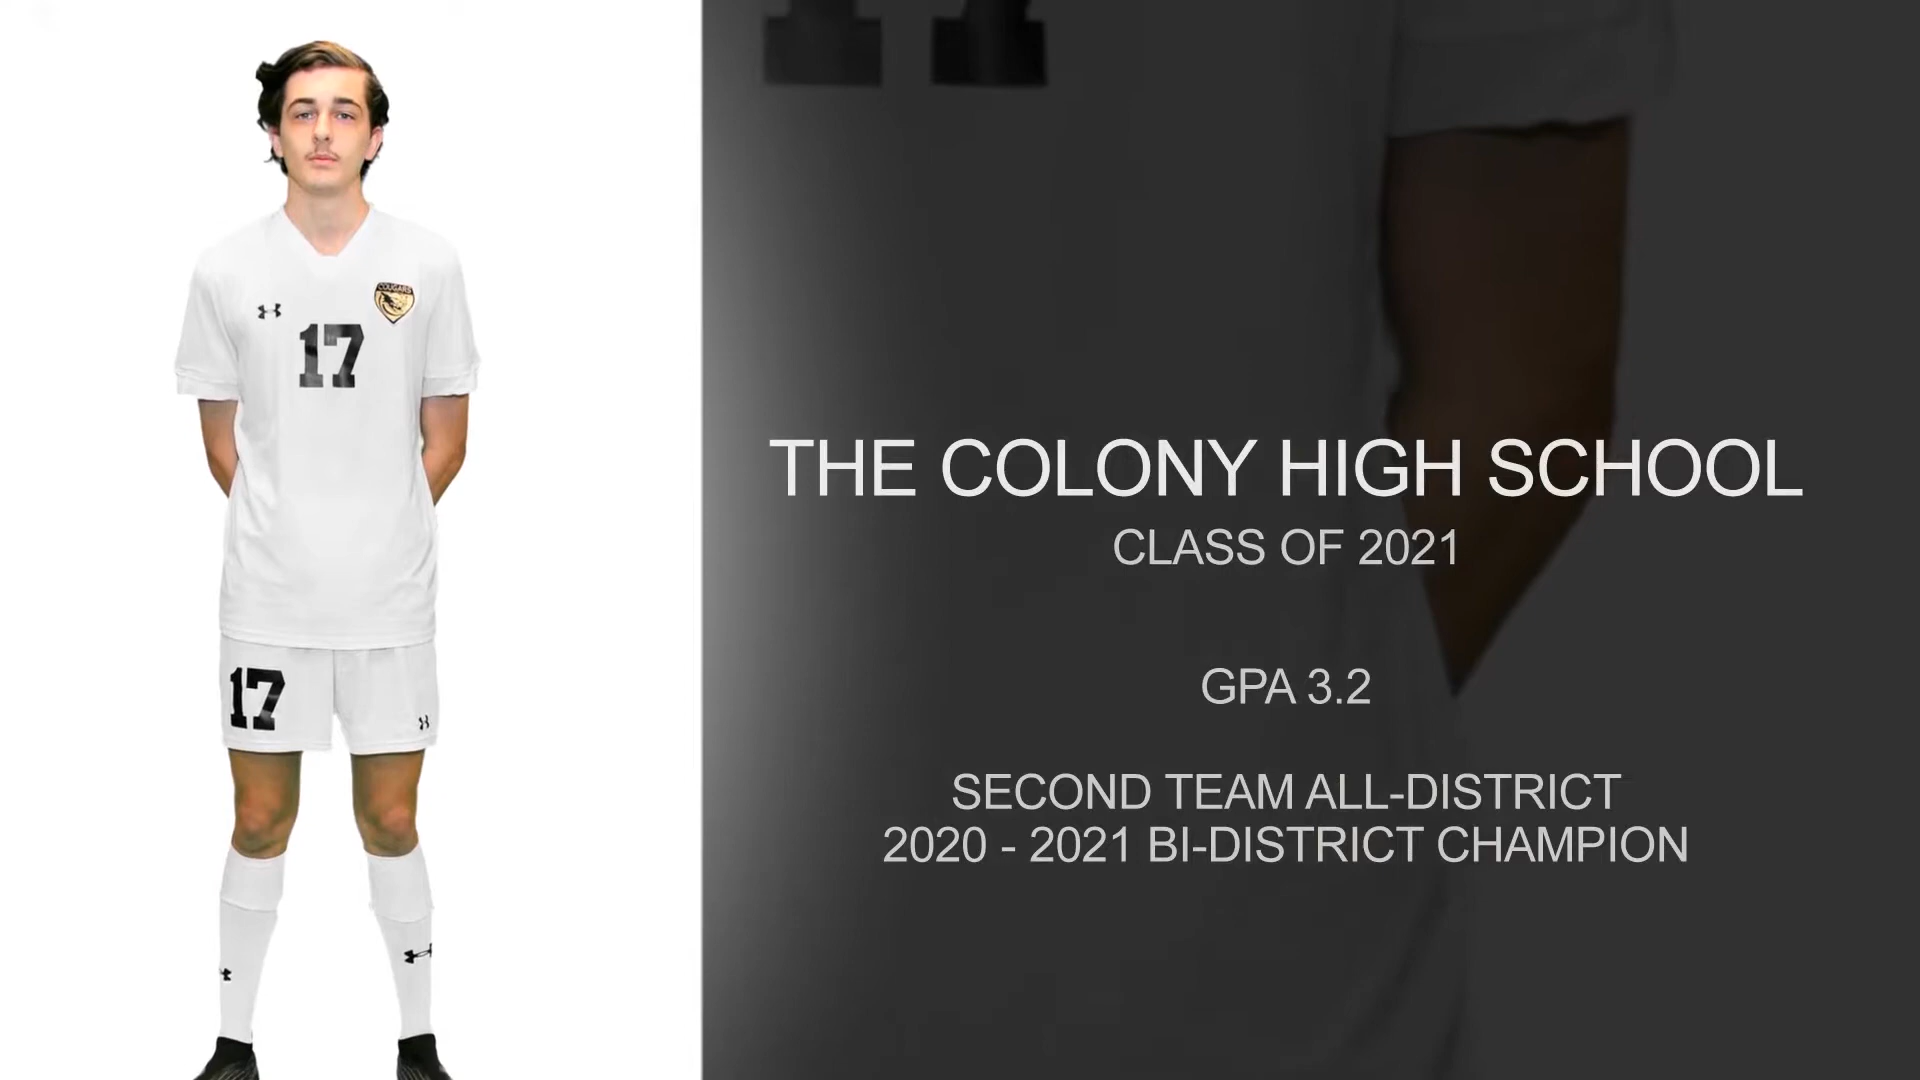 COUGARS
17
17
THE COLONY HIGH SCHOOL
CLASS OF 2021
GPA 3.2
SECOND TEAM ALL-DISTRICT
2020 - 2021 BI-DISTRICT CHAMPION